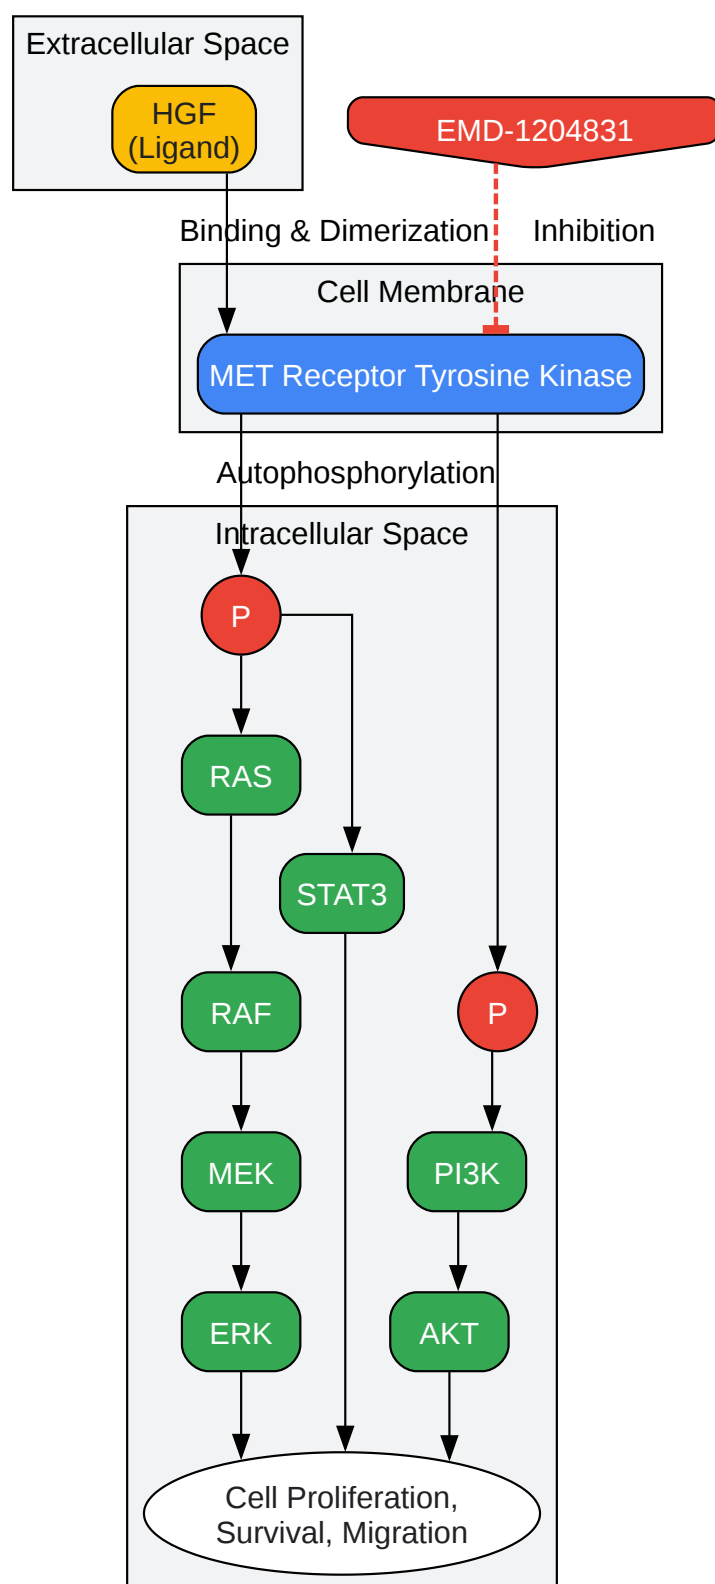 Extracellular Space
HGF
(Ligand)
EMD-1204831
Binding & Dimerization
Inhibition
Cell Membrane
MET Receptor Tyrosine Kinase
Autophosphorylation
Intracellular Space
P
RAS
STAT3
RAF
P
MEK
PI3K
ERK
AKT
Cell Proliferation,
Survival, Migration